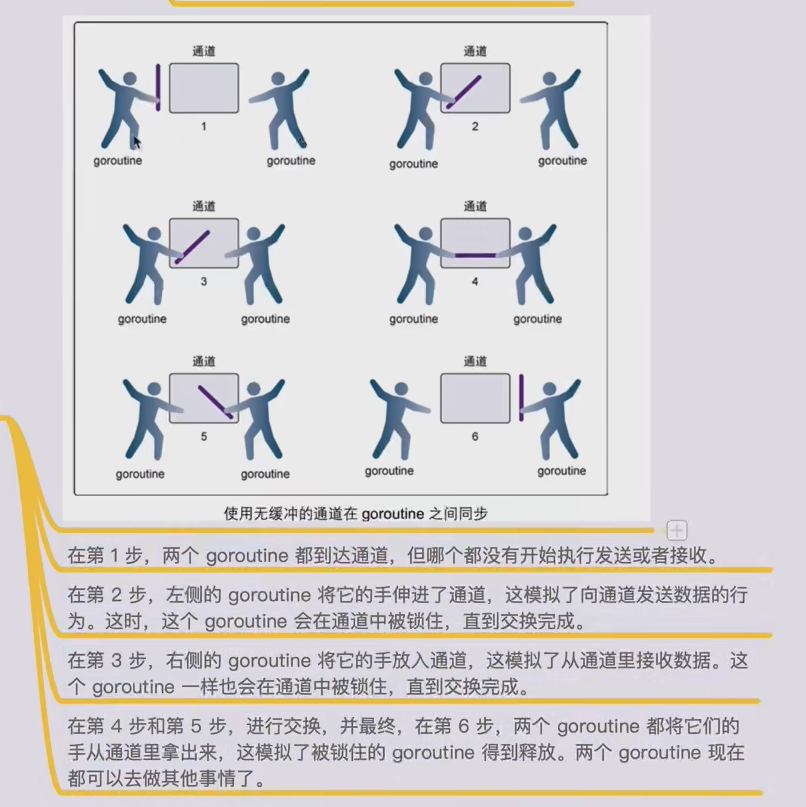 通道
通道
1
2
goroutine
goroutine
goroutine
goroutine
通道
通道
3
4
goroutine
goroutine
goroutine
goroutine
通道
通道
5
6
goroutine
goroutine
goroutine
goroutine
使用无缓冲的通道在 goroutine 之间同步
在第 1 步，两个 goroutine 都到达通道，但哪个都没有开始执行发送或者接收。
在第 2 步，左侧的 goroutine 将它的手伸进了通道，这模拟了向通道发送数据的行
为。这时，这个 goroutine 会在通道中被锁住，直到交换完成。
在第 3 步，右侧的 goroutine 将它的手放入通道，这模拟了从通道里接收数据。这
个 goroutine 一样也会在通道中被锁住，直到交换完成。
在第 4 步和第 5 步，进行交换，并最终，在第 6 步，两个 goroutine 都将它们的
手从通道里拿出来，这模拟了被锁住的 goroutine 得到释放。两个 goroutine 现在
都可以去做其他事情了。